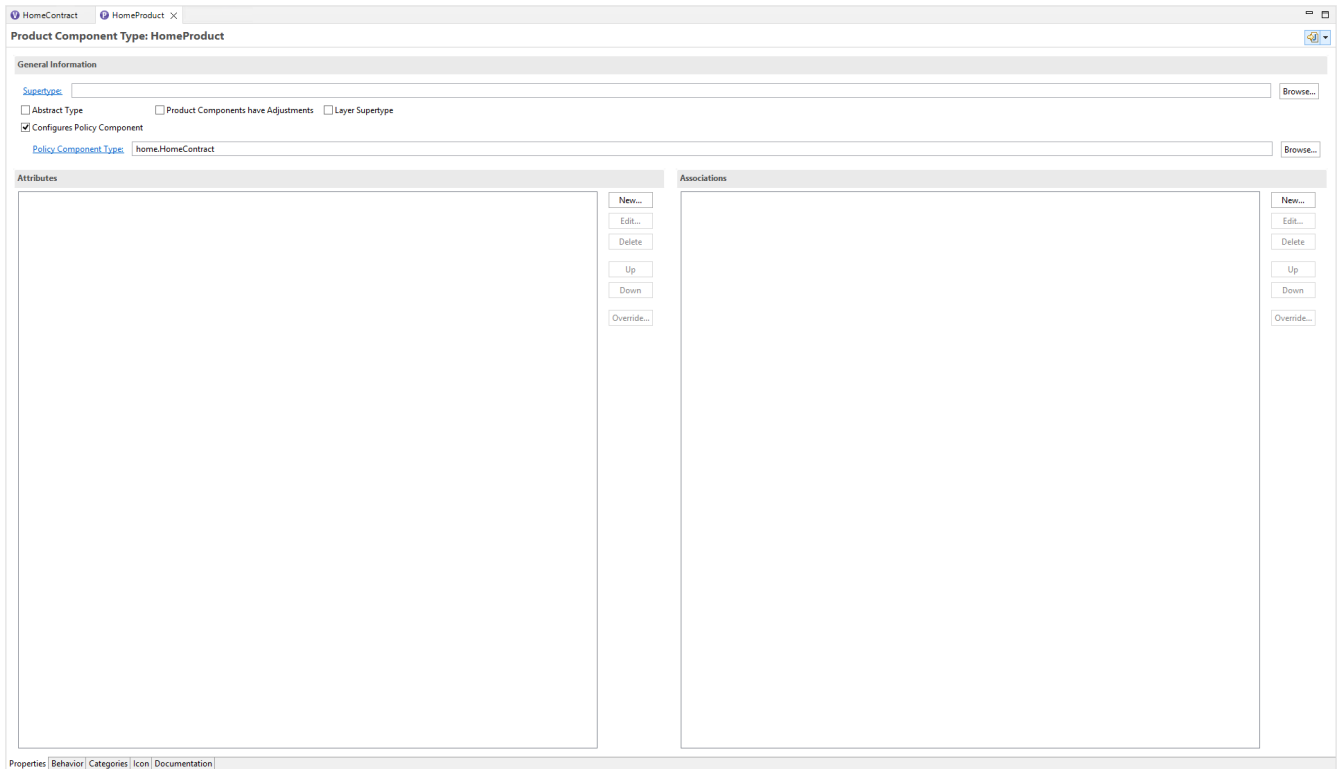 HomeContract HomeProduct
Product Component Type: HomeProduct
General Information
Supertype: Browse...
Abstract Type Product Components have Adjustments Layer Supertype
Configures Policy Component
Policy Component Type: home.HomeContract Browse...
Attributes
New...
Edit...
Delete
Up
Down
Override...
Associations
New...
Edit...
Delete
Up
Down
Override...
Properties Behavior Categories Icon Documentation